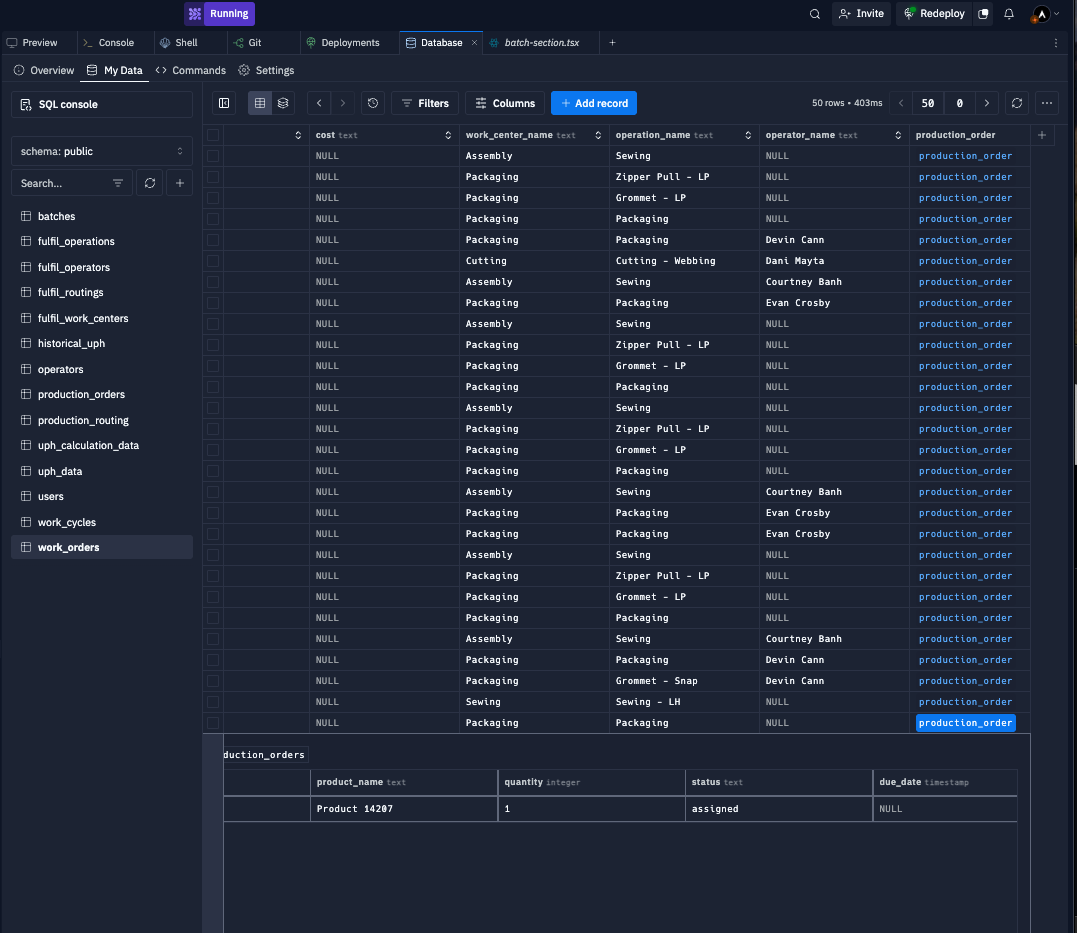 Running
Invite
Redeploy
Preview
Console
Shell
Git
Deployments
Database
batch-section.tsx
Overview
My Data
Commands
Settings
SQL console
schema: public
Search...
batches
fulfil_operations
fulfil_operators
fulfil_routings
fulfil_work_centers
historical_uph
operators
production_orders
production_routing
uph_calculation_data
uph_data
users
work_cycles
work_orders
Filters
Columns
+ Add record
50 rows • 403ms
50
0
cost text work_center_name text operation_name text operator_name text production_order
NULL Assembly Sewing NULL production_order
NULL Packaging Zipper Pull - LP NULL production_order
NULL Packaging Grommet - LP NULL production_order
NULL Packaging Packaging NULL production_order
NULL Packaging Packaging Devin Cann production_order
NULL Cutting Cutting - Webbing Dani Mayta production_order
NULL Assembly Sewing Courtney Banh production_order
NULL Packaging Packaging Evan Crosby production_order
NULL Assembly Sewing NULL production_order
NULL Packaging Zipper Pull - LP NULL production_order
NULL Packaging Grommet - LP NULL production_order
NULL Packaging Packaging NULL production_order
NULL Assembly Sewing NULL production_order
NULL Packaging Zipper Pull - LP NULL production_order
NULL Packaging Grommet - LP NULL production_order
NULL Packaging Packaging NULL production_order
NULL Assembly Sewing Courtney Banh production_order
NULL Packaging Packaging Evan Crosby production_order
NULL Packaging Packaging Evan Crosby production_order
NULL Assembly Sewing NULL production_order
NULL Packaging Zipper Pull - LP NULL production_order
NULL Packaging Grommet - LP NULL production_order
NULL Packaging Packaging NULL production_order
NULL Assembly Sewing Courtney Banh production_order
NULL Packaging Packaging Devin Cann production_order
NULL Packaging Grommet - Snap Devin Cann production_order
NULL Sewing Sewing - LH NULL production_order
NULL Packaging Packaging NULL production_order
duction_orders
product_name text quantity integer status text due_date timestamp
Product 14207 1 assigned NULL